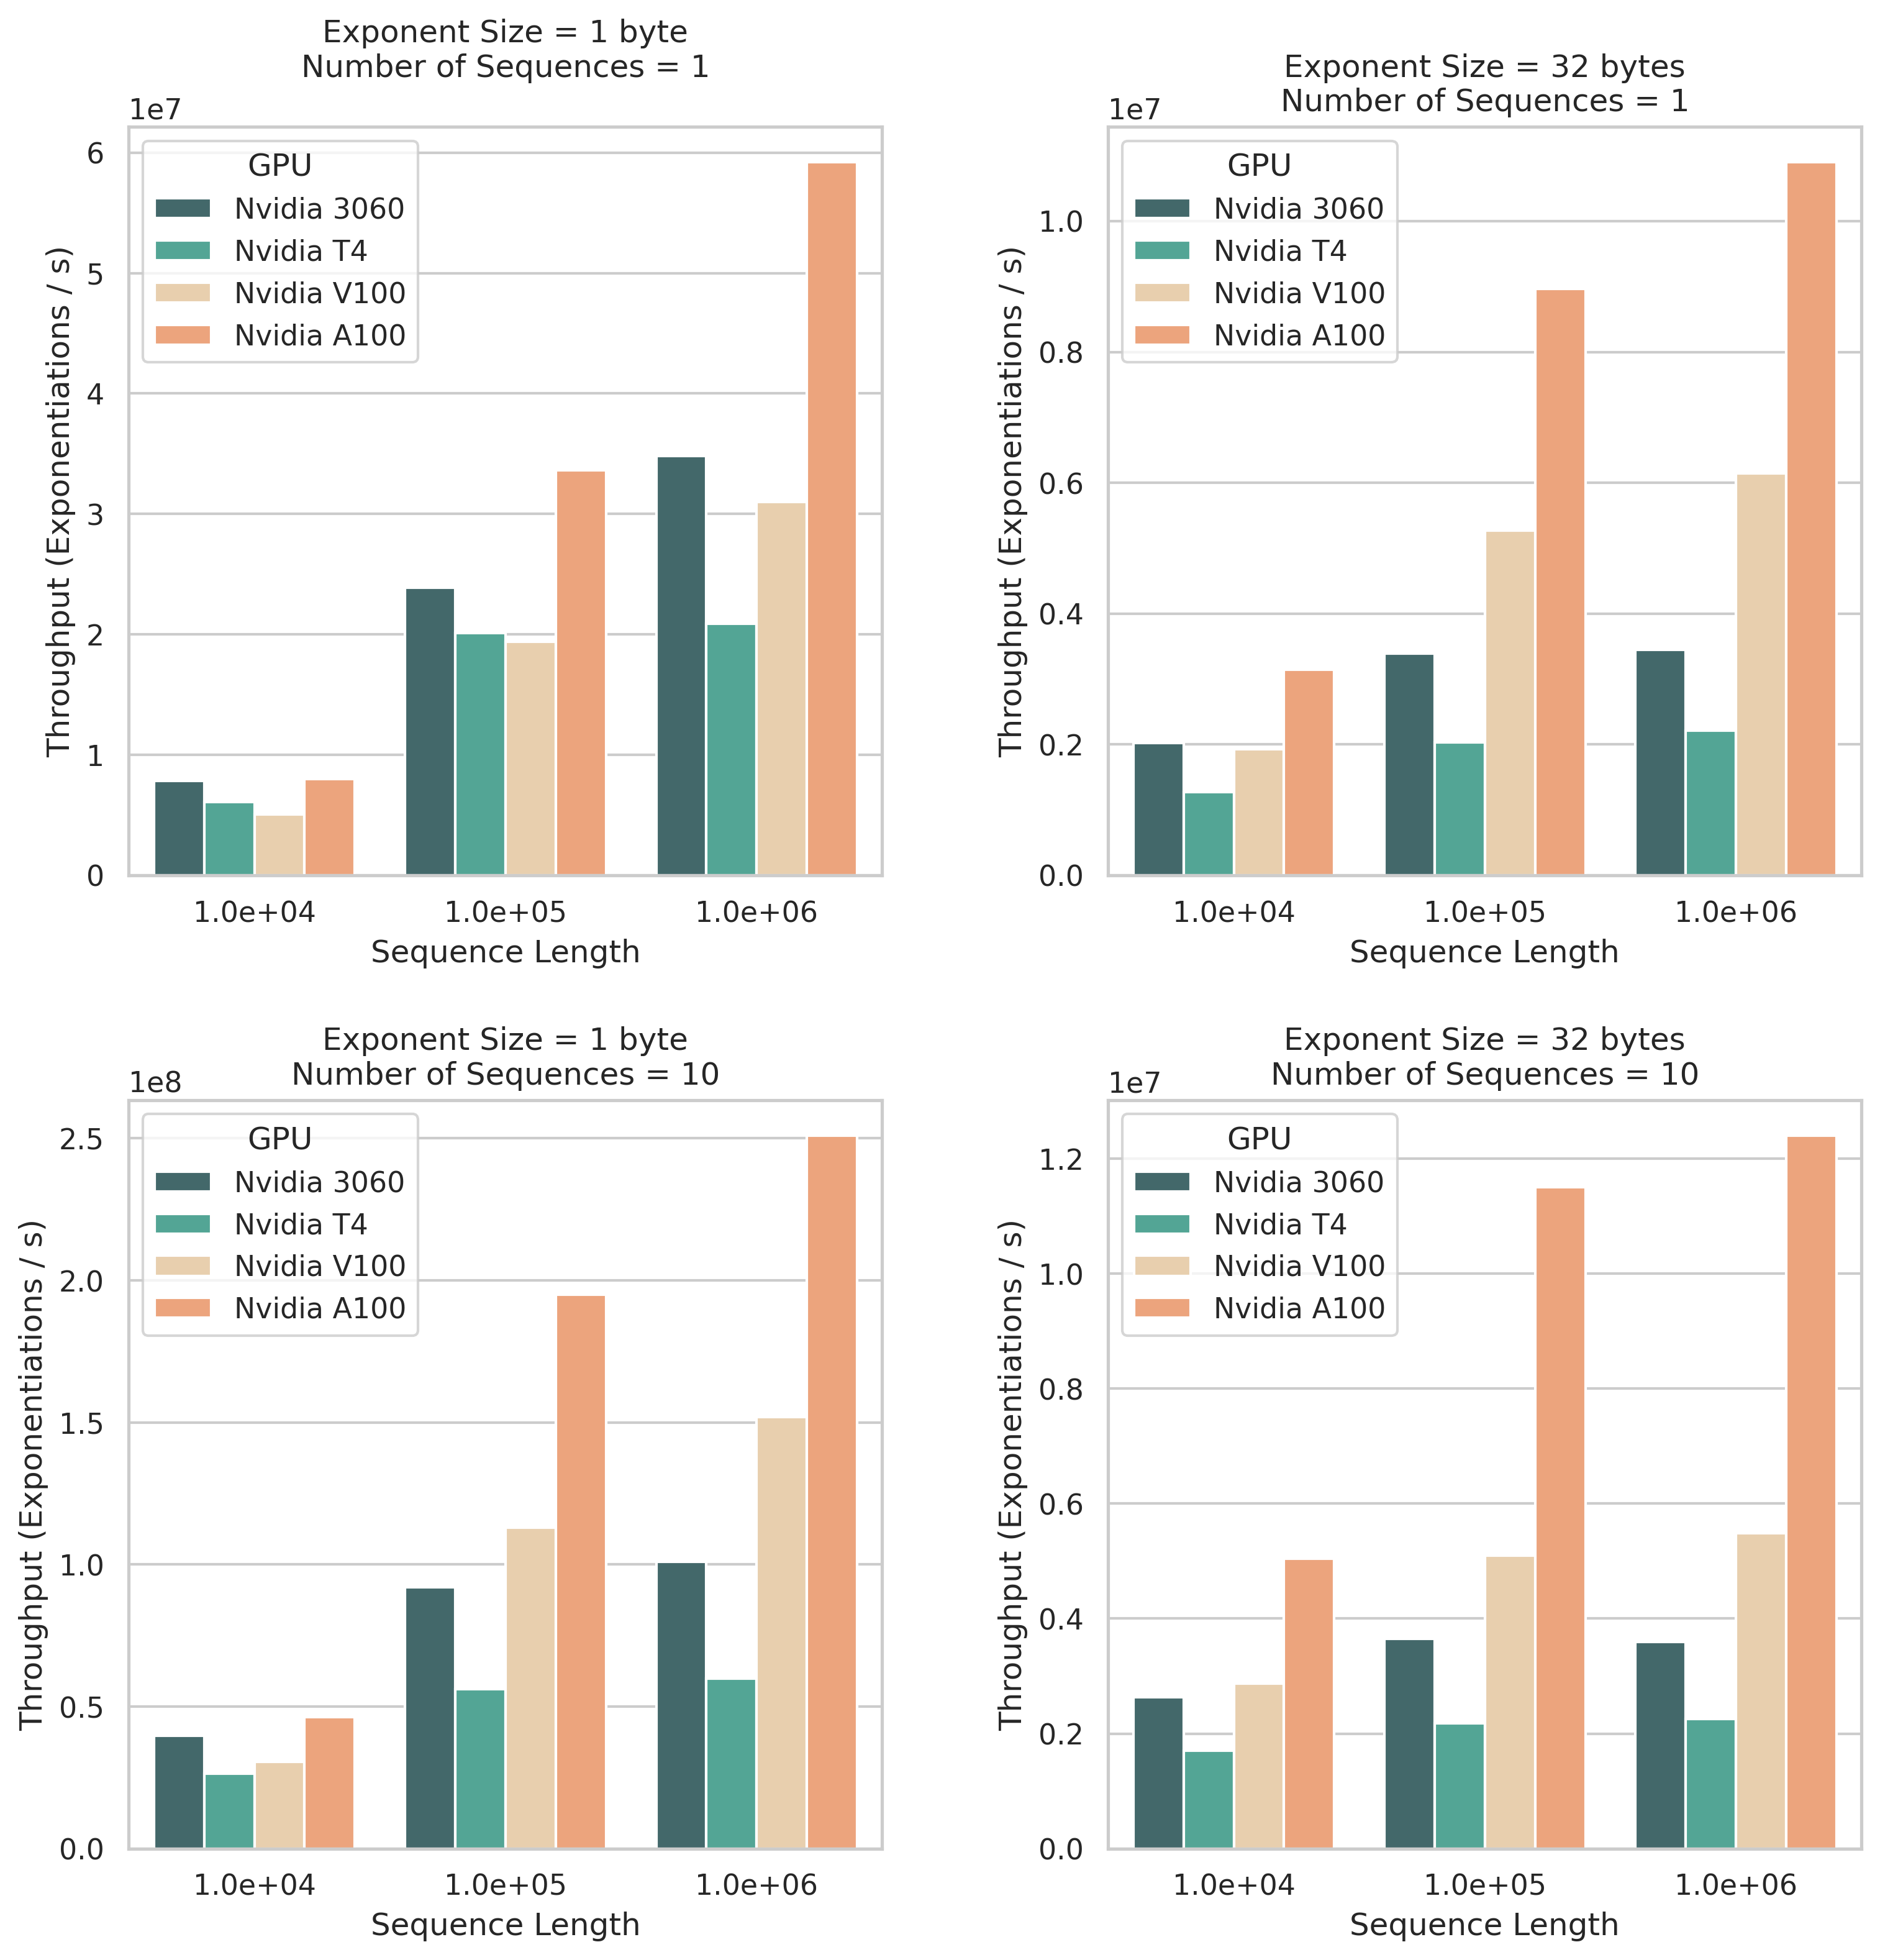 Exponent Size = 1 byte
Number of Sequences = 1
1e7
6
5
4
3
2
1
0
Throughput (Exponentiations / s)
GPU
Nvidia 3060
Nvidia T4
Nvidia V100
Nvidia A100
1.0e+04 1.0e+05 1.0e+06
Sequence Length
Exponent Size = 32 bytes
Number of Sequences = 1
1e7
1.0
0.8
0.6
0.4
0.2
0.0
Throughput (Exponentiations / s)
GPU
Nvidia 3060
Nvidia T4
Nvidia V100
Nvidia A100
1.0e+04 1.0e+05 1.0e+06
Sequence Length
Exponent Size = 1 byte
Number of Sequences = 10
1e8
2.5
2.0
1.5
1.0
0.5
0.0
Throughput (Exponentiations / s)
GPU
Nvidia 3060
Nvidia T4
Nvidia V100
Nvidia A100
1.0e+04 1.0e+05 1.0e+06
Sequence Length
Exponent Size = 32 bytes
Number of Sequences = 10
1e7
1.2
1.0
0.8
0.6
0.4
0.2
0.0
Throughput (Exponentiations / s)
GPU
Nvidia 3060
Nvidia T4
Nvidia V100
Nvidia A100
1.0e+04 1.0e+05 1.0e+06
Sequence Length